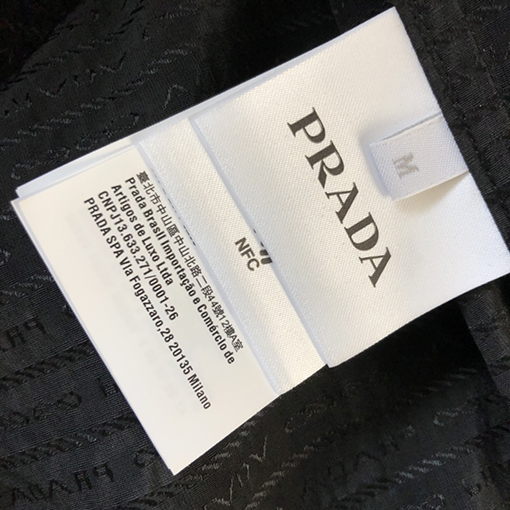 PRADA
M
NFC
臺北市中山區中山北路二段44號12樓A室
Prada Brasil Importação e Comércio de
Artigos de Luxo Ltda
CNPJ13.633.271/0001-26
PRADA SPA Via Fogazzaro,28 20135 Milano
PRADA
PRADA